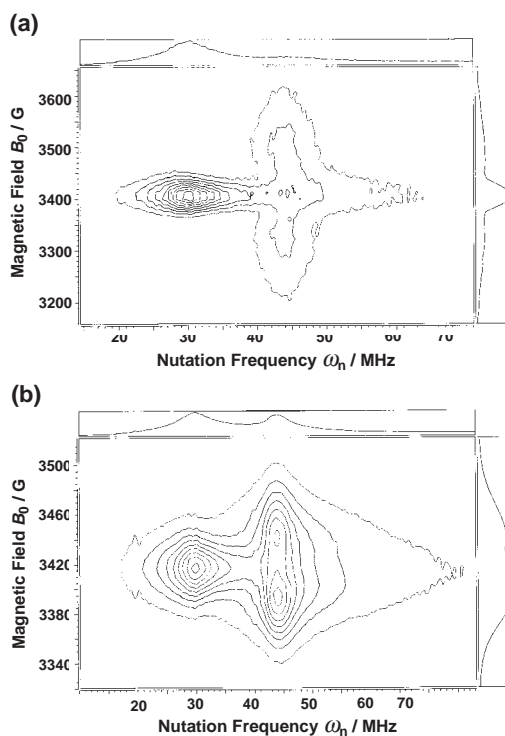 (a)
Magnetic Field B0 / G
3600
3500
3400
3300
3200
20 30 40 50 60 70
Nutation Frequency ωn / MHz
(b)
Magnetic Field B0 / G
3500
3460
3420
3380
3340
20 30 40 50 60 70
Nutation Frequency ωn / MHz